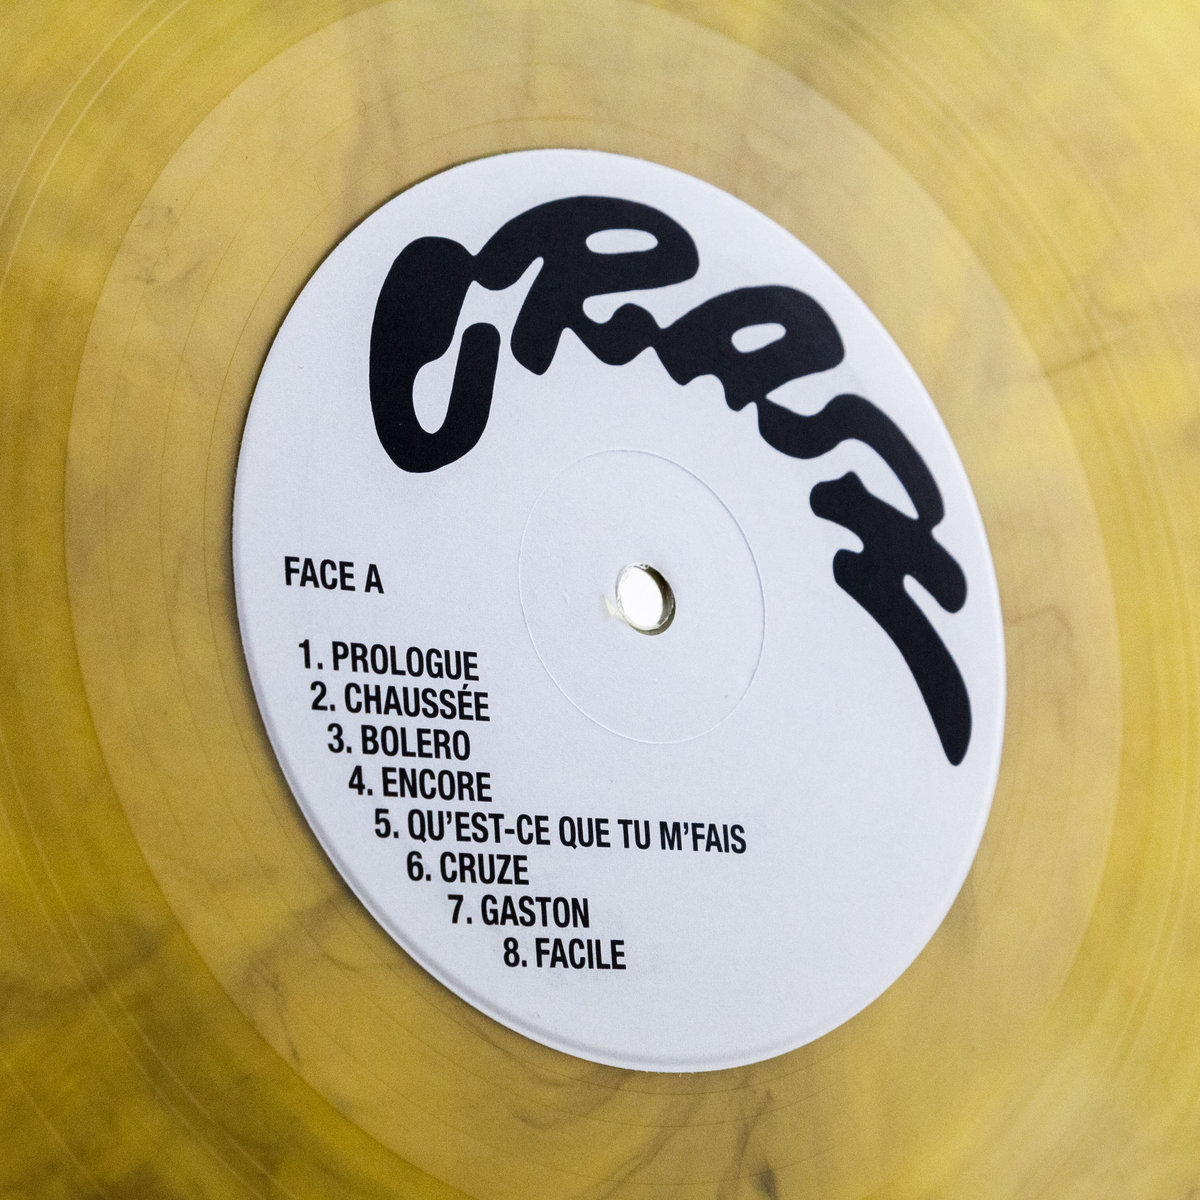 CRASH
FACE A
1. PROLOGUE
2. CHAUSSÉE
3. BOLERO
4. ENCORE
5. QU'EST-CE QUE TU M'FAIS
6. CRUZE
7. GASTON
8. FACILE